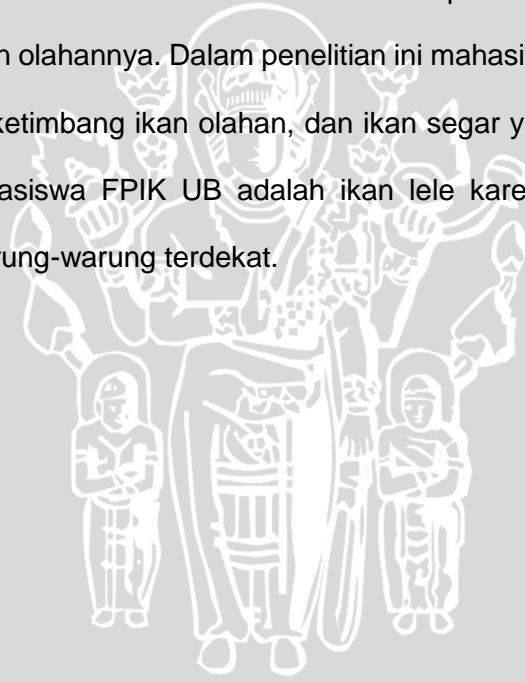 n olahannya. Dalam penelitian ini mahasi
ketimbang ikan olahan, dan ikan segar y
asiswa FPIK UB adalah ikan lele kare
rung-warung terdekat.